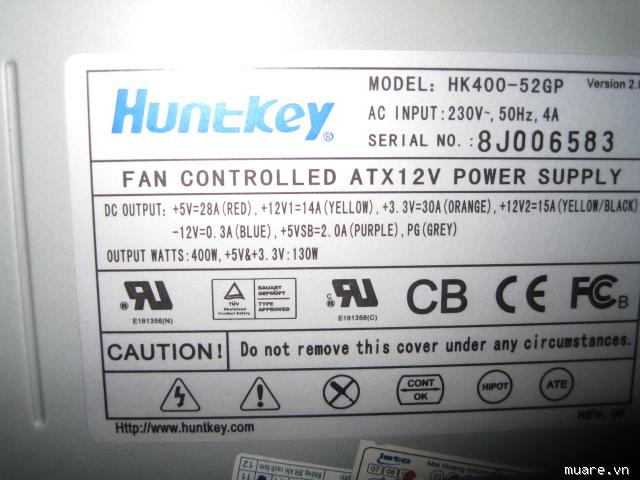 Huntkey®
MODEL: HK400-52GP Version 2.0
AC INPUT:230V~, 50Hz, 4A
SERIAL NO.: 8J006583
FAN CONTROLLED ATX12V POWER SUPPLY
DC OUTPUT: +5V=28A(RED), +12V1=14A(YELLOW), +3.3V=30A(ORANGE), +12V2=15A(YELLOW/BLACK)
-12V=0.3A(BLUE), +5VSB=2.0A(PURPLE), PG(GREY)
OUTPUT WATTS:400W, +5V&+3.3V:130W
E181356(N)
TÜV
BAUART
GEPRÜFT
TYPE
APPROVED
E181356(C)
CB CE FC B
CAUTION! Do not remove this cover under any circumstances.
CONT
OK
HIPOT
ATE
Http://www.huntkey.com
REV: 00
Mai Hoang
muare.vn